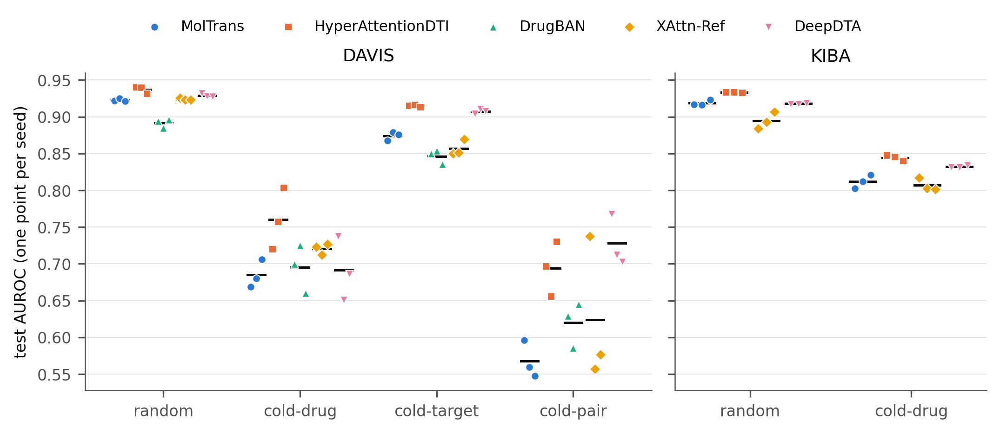 MolTrans HyperAttentionDTI DrugBAN XAttn-Ref DeepDTA
DAVIS KIBA
test AUROC (one point per seed)
0.95
0.90
0.85
0.80
0.75
0.70
0.65
0.60
0.55
random cold-drug cold-target cold-pair random cold-drug